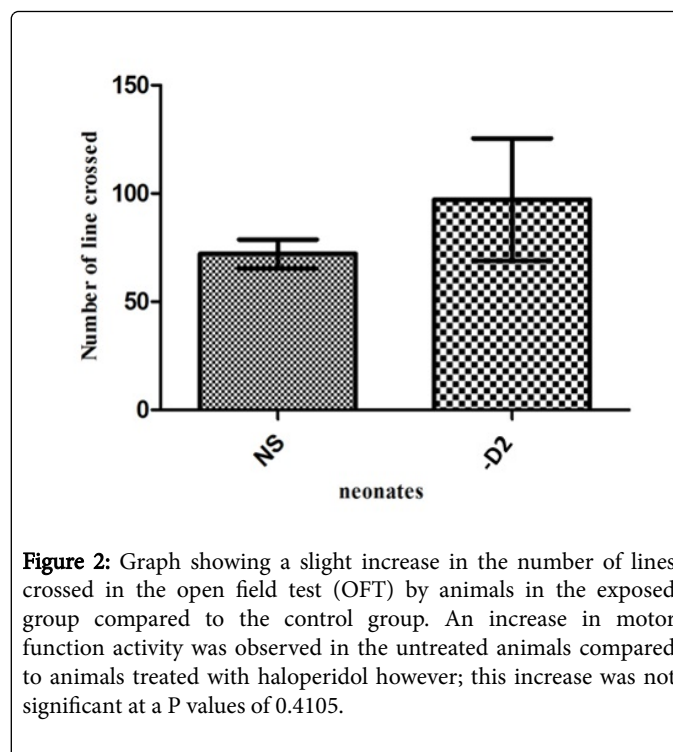 150
100
50
0
Number of line crossed
NS
-D2
neonates
Figure 2: Graph showing a slight increase in the number of lines
crossed in the open field test (OFT) by animals in the exposed
group compared to the control group. An increase in motor
function activity was observed in the untreated animals compared
to animals treated with haloperidol however; this increase was not
significant at a P values of 0.4105.